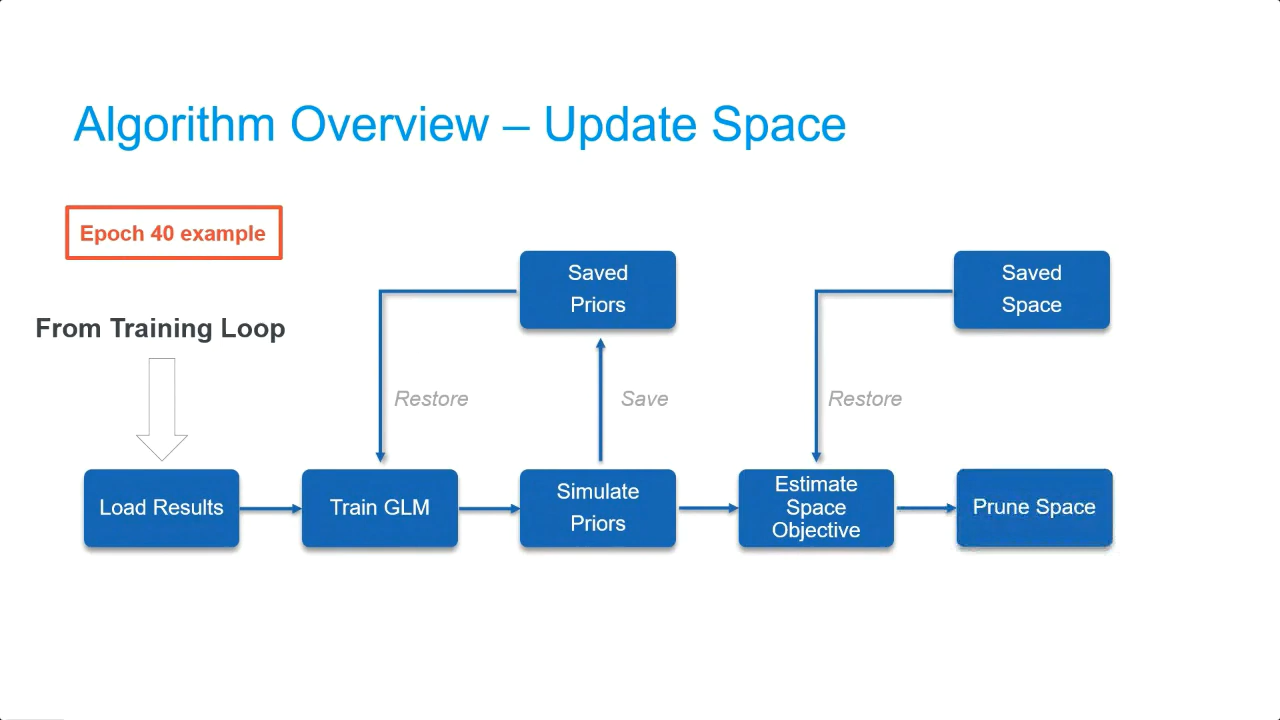 Algorithm Overview – Update Space
Epoch 40 example
From Training Loop
Saved
Priors
Saved
Space
Restore
Save
Restore
Load Results
Train GLM
Simulate
Priors
Estimate
Space
Objective
Prune Space